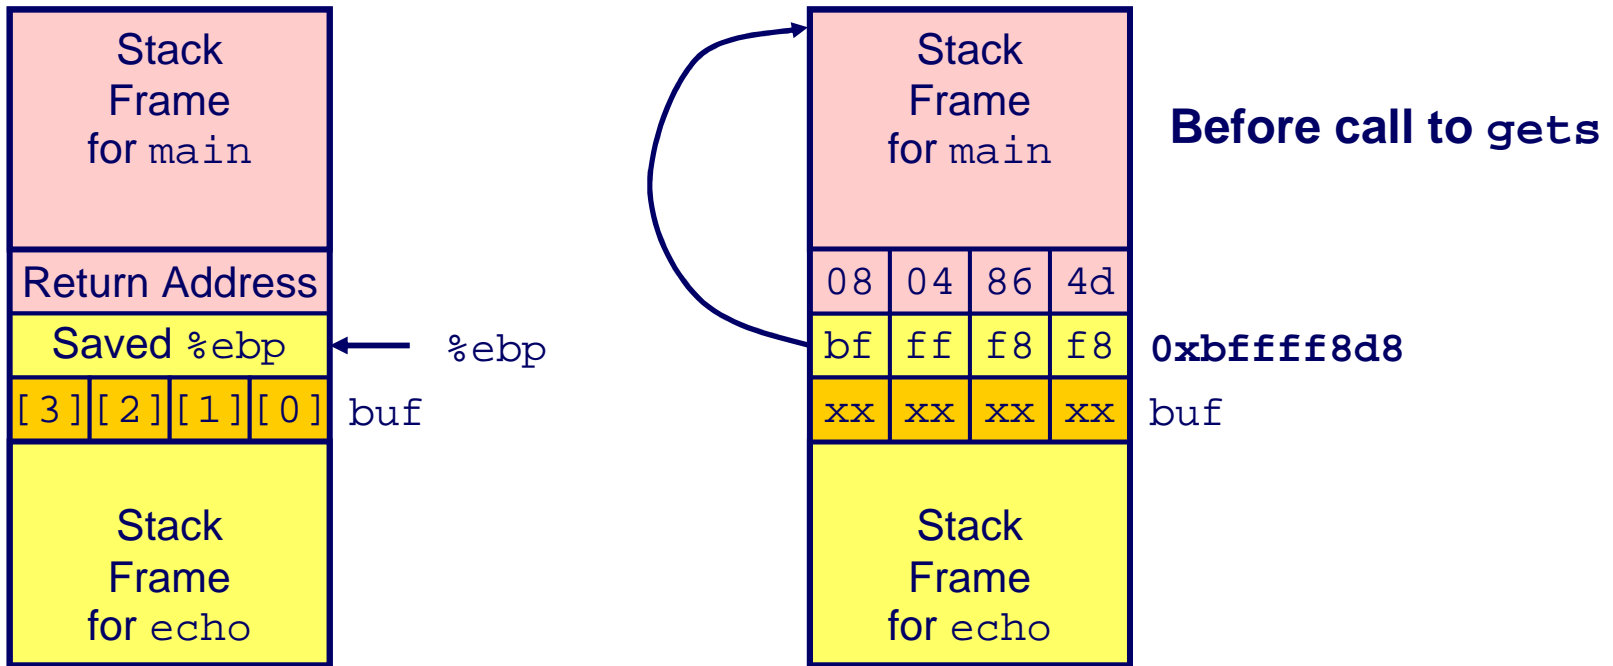 Stack
Frame
for main
Return Address
Saved %ebp
%ebp
[3] [2] [1] [0]
buf
Stack
Frame
for echo
Stack
Frame
for main
Before call to gets
08 04 86 4d
bf ff f8 f8
0xbffff8d8
xx xx xx xx
buf
Stack
Frame
for echo